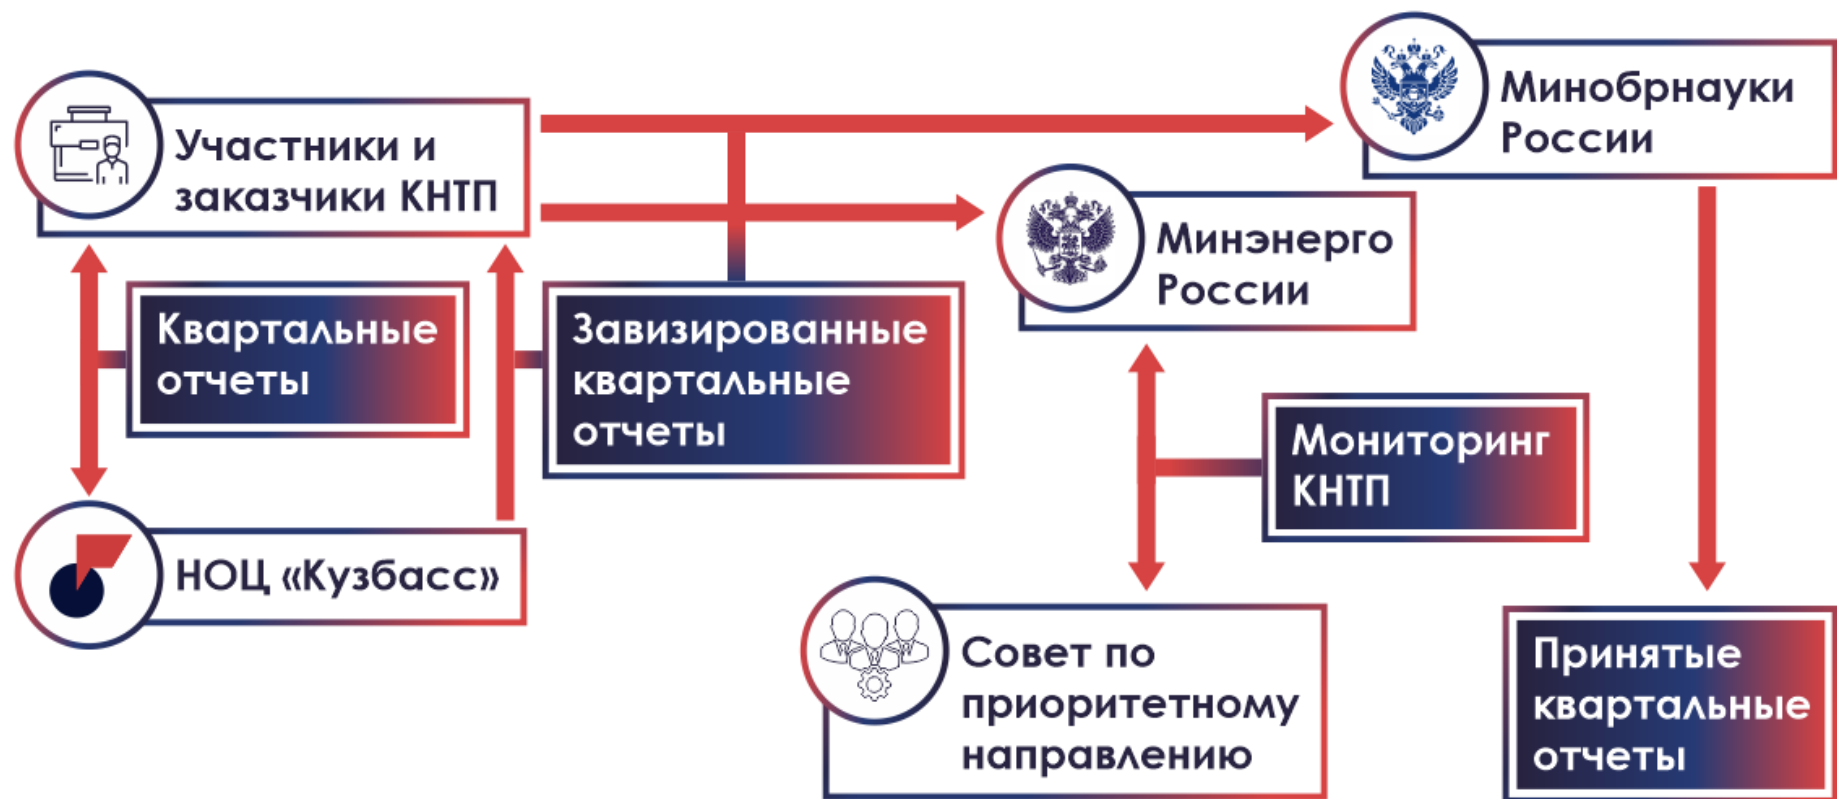 Участники и
заказчики КНТП
Минобрнауки
России
Минэнерго
России
Квартальные
отчеты
Завизированные
квартальные
отчеты
Мониторинг
КНТП
НОЦ «Кузбасс»
Совет по
приоритетному
направлению
Принятые
квартальные
отчеты